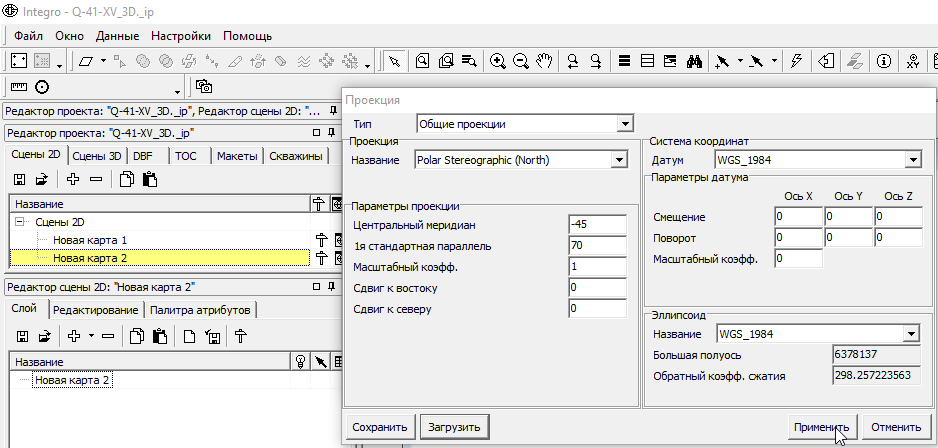 Integro - Q-41-XV_3D._ip
Файл Окно Данные Настройки Помощь
Редактор проекта: "Q-41-XV_3D._ip", Редактор сцены 2D: "...
Редактор проекта: "Q-41-XV_3D._ip"
Сцены 2D Сцены 3D DBF TOC Макеты Скважины
Название
Сцены 2D
Новая карта 1
Новая карта 2
Редактор сцены 2D: "Новая карта 2"
Слой Редактирование Палитра атрибутов
Название
Новая карта 2
Проекция
Тип Общие проекции
Проекция
Название Polar Stereographic (North)
Параметры проекции
Центральный меридиан -45
1я стандартная параллель 70
Масштабный коэфф. 1
Сдвиг к востоку 0
Сдвиг к северу 0
Система координат
Датум WGS_1984
Параметры датума
Ось X Ось Y Ось Z
Смещение 0 0 0
Поворот 0 0 0
Масштабный коэфф. 0
Эллипсоид
Название WGS_1984
Большая полуось 6378137
Обратный коэфф. сжатия 298.257223563
Сохранить Загрузить Применить Отменить